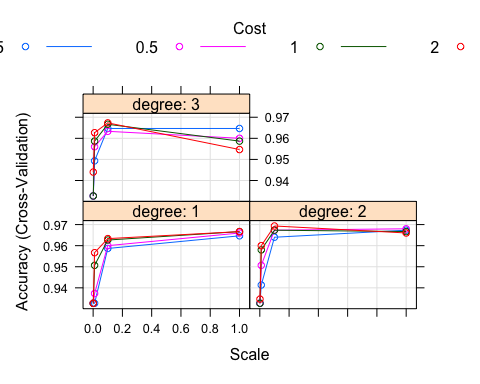 Cost
5 0.5 1 2
degree: 3
0.97
0.96
0.95
0.94
degree: 1 degree: 2
0.97
0.96
0.95
0.94
0.0 0.2 0.4 0.6 0.8 1.0
Scale
Accuracy (Cross-Validation)